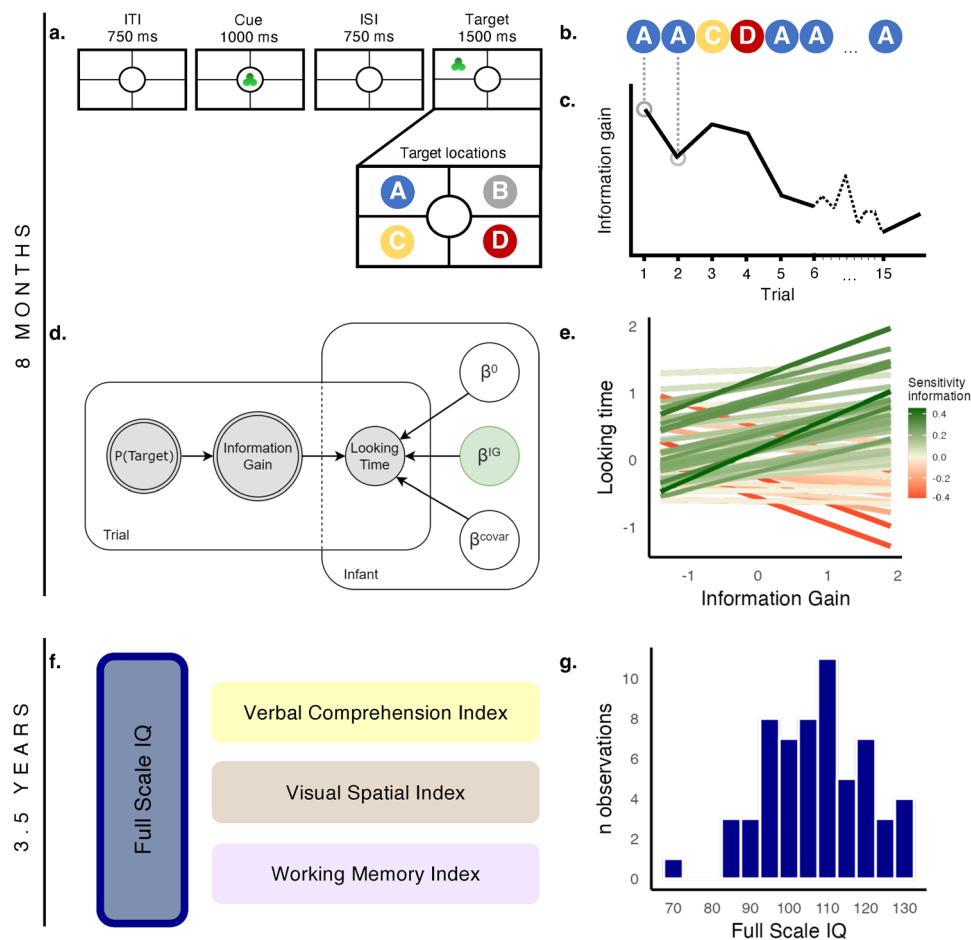 8 MONTHS
a.
ITI
750 ms
Cue
1000 ms
ISI
750 ms
Target
1500 ms
Target locations
A
B
C
D
b.
A A C D A A ... A
c.
Information gain
1 2 3 4 5 6 ... 15
Trial
d.
P(Target)
Information
Gain
Looking
Time
β⁰
βᴵᴳ
βᶜᵒᵛᵃʳ
Trial
Infant
e.
Looking time
2
1
0
-1
-1 0 1 2
Information Gain
Sensitivity
information
0.4
0.2
0.0
-0.2
-0.4
3.5 YEARS
f.
Full Scale IQ
Verbal Comprehension Index
Visual Spatial Index
Working Memory Index
g.
n observations
10
8
6
4
2
0
70 80 90 100 110 120 130
Full Scale IQ